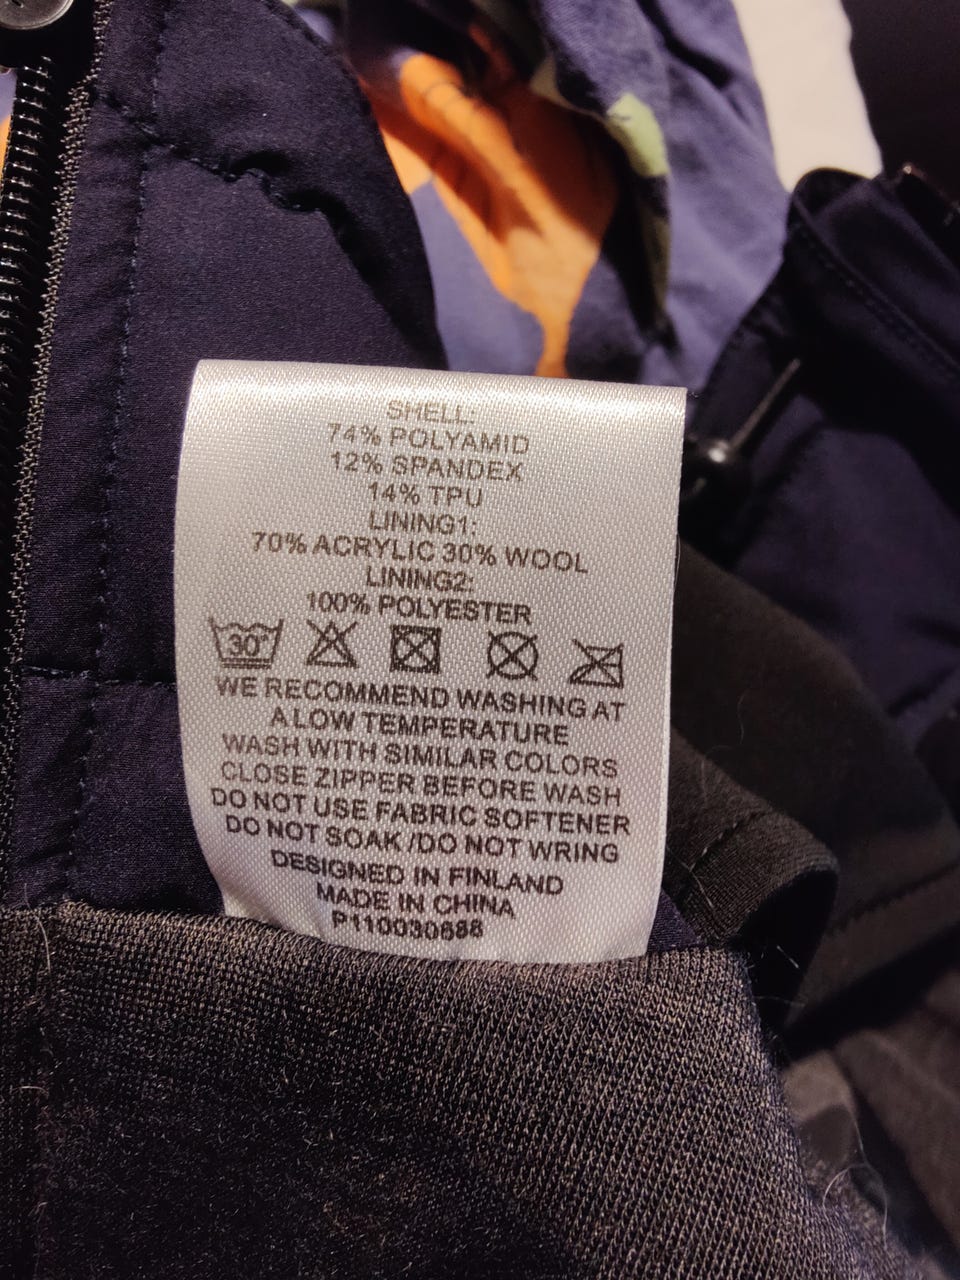 SHELL:
74% POLYAMID
12% SPANDEX
14% TPU
LINING1:
70% ACRYLIC 30% WOOL
LINING2:
100% POLYESTER
30°
WE RECOMMEND WASHING AT
A LOW TEMPERATURE
WASH WITH SIMILAR COLORS
CLOSE ZIPPER BEFORE WASH
DO NOT USE FABRIC SOFTENER
DO NOT SOAK /DO NOT WRING
DESIGNED IN FINLAND
MADE IN CHINA
P110030688